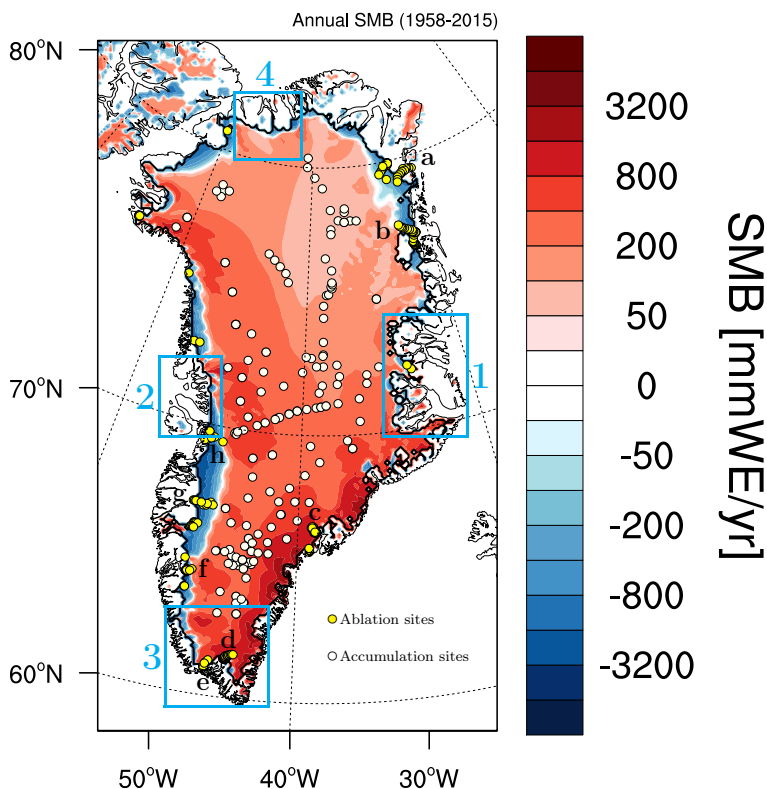 Annual SMB (1958-2015)
80°N
70°N
60°N
50°W
40°W
30°W
4
a
b
1
2
h
g
c
f
3
d
e
Ablation sites
Accumulation sites
3200
800
200
50
0
-50
-200
-800
-3200
SMB [mmWE/yr]